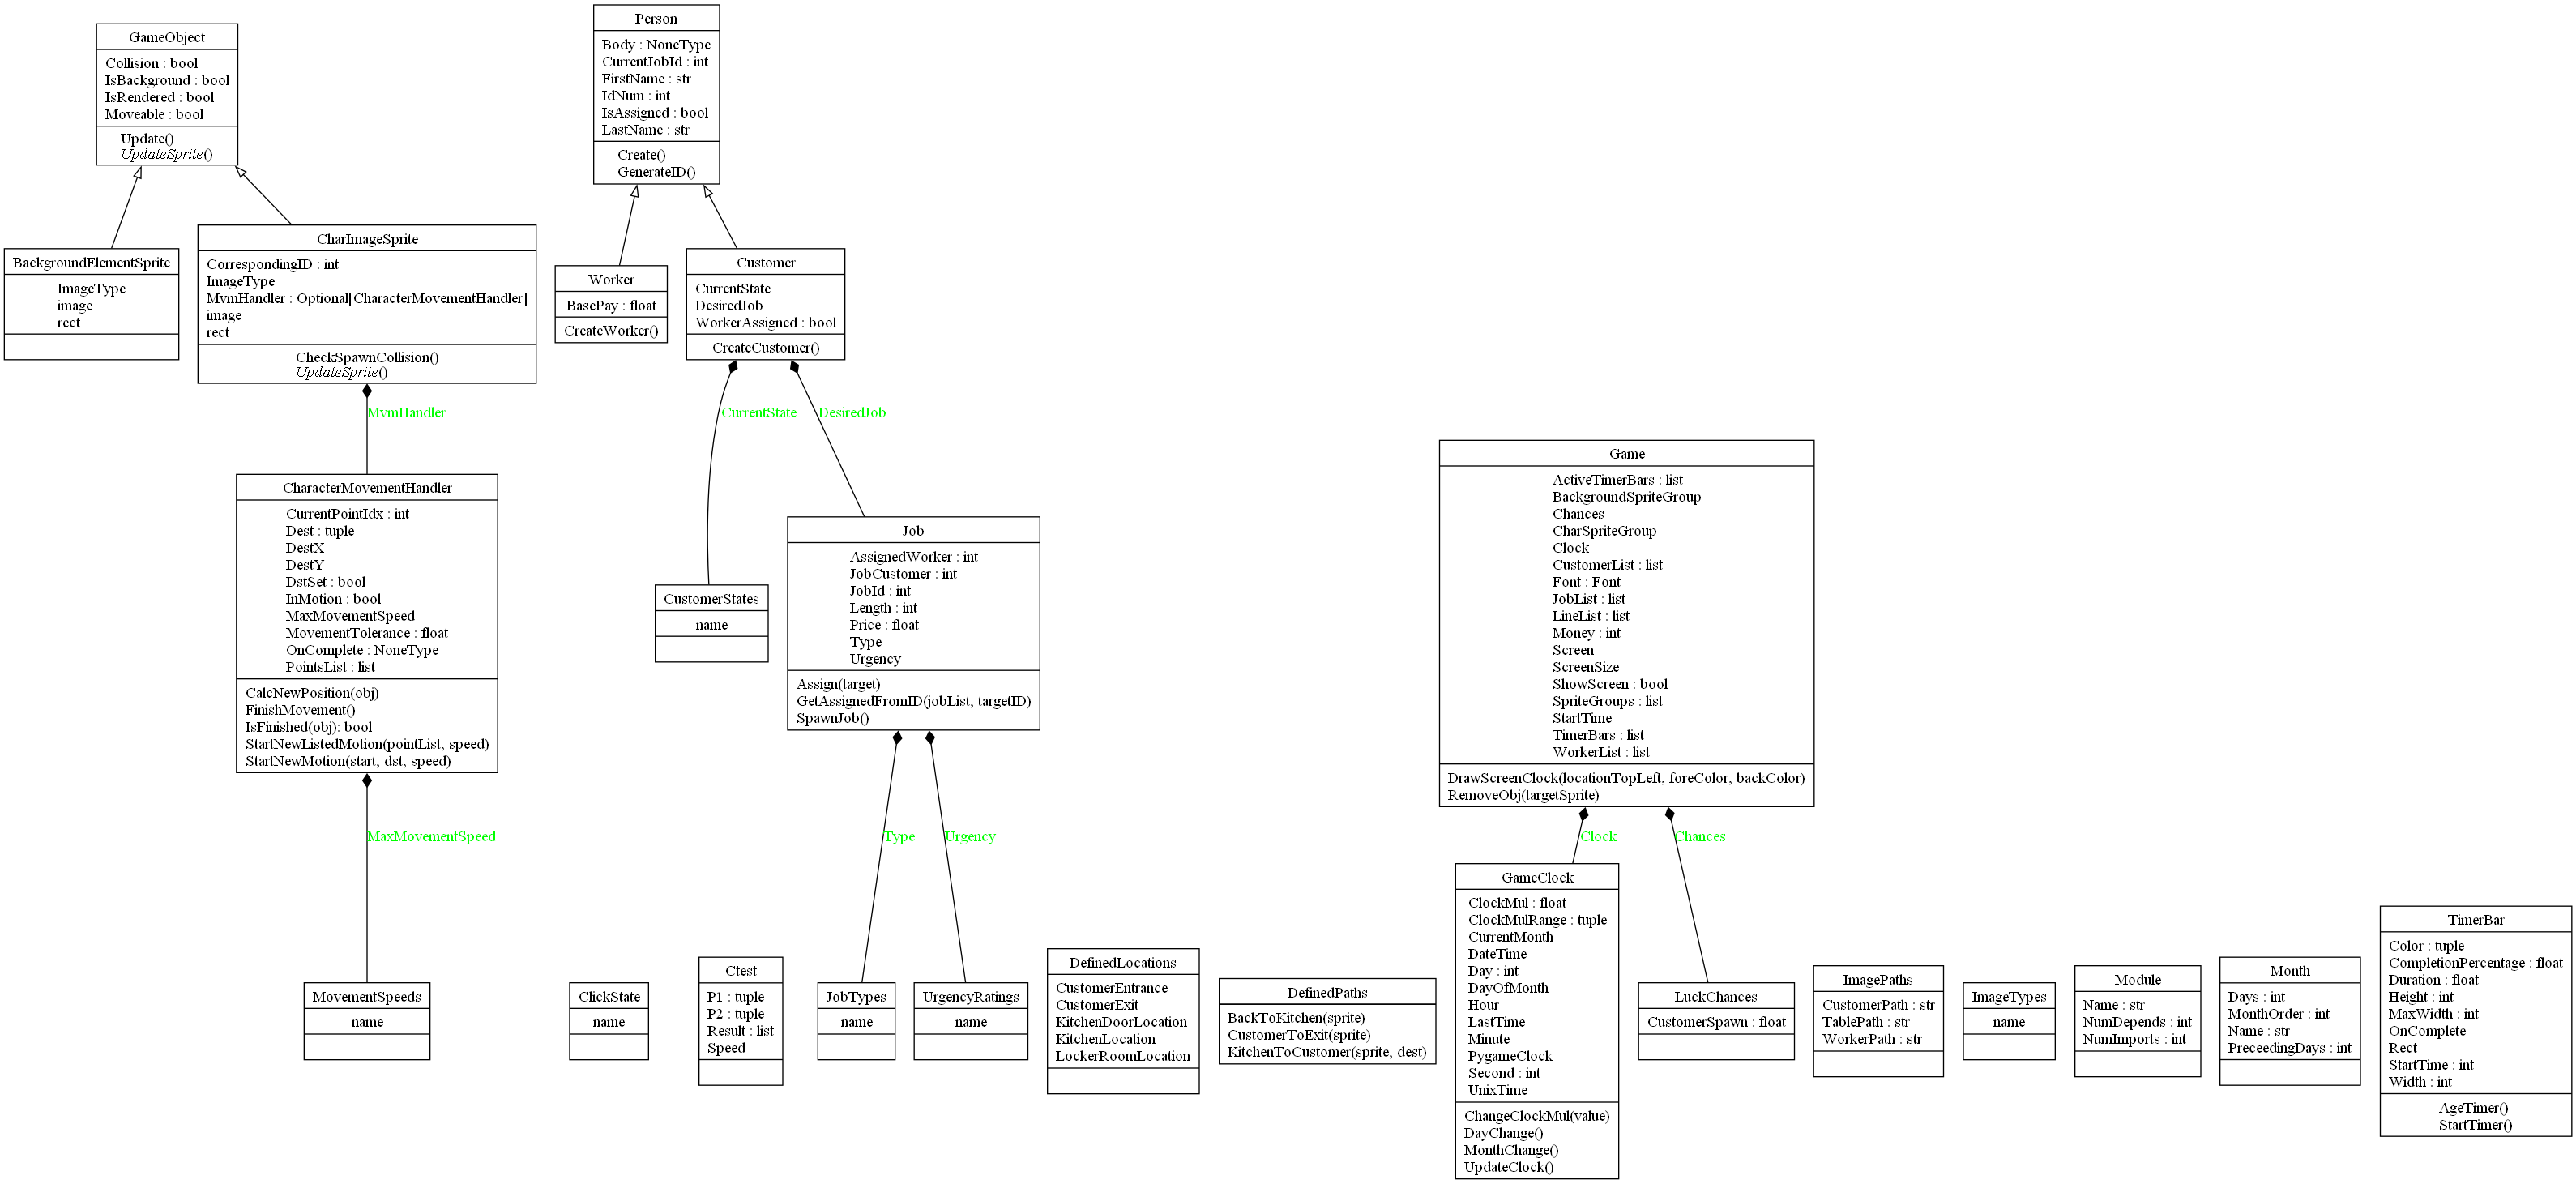 GameObject
Collision : bool
IsBackground : bool
IsRendered : bool
Moveable : bool
Update()
UpdateSprite()
Person
Body : NoneType
CurrentJobId : int
FirstName : str
IdNum : int
IsAssigned : bool
LastName : str
Create()
GenerateID()
BackgroundElementSprite
ImageType
image
rect
CharImageSprite
CorrespondingID : int
ImageType
MvmHandler : Optional[CharacterMovementHandler]
image
rect
CheckSpawnCollision()
UpdateSprite()
Worker
BasePay : float
CreateWorker()
Customer
CurrentState
DesiredJob
WorkerAssigned : bool
CreateCustomer()
MvmHandler
CurrentState
DesiredJob
CharacterMovementHandler
CurrentPointIdx : int
Dest : tuple
DestX
DestY
DstSet : bool
InMotion : bool
MaxMovementSpeed
MovementTolerance : float
OnComplete : NoneType
PointsList : list
CalcNewPosition(obj)
FinishMovement()
IsFinished(obj): bool
StartNewListedMotion(pointList, speed)
StartNewMotion(start, dst, speed)
CustomerStates
name
Job
AssignedWorker : int
JobCustomer : int
JobId : int
Length : int
Price : float
Type
Urgency
Assign(target)
GetAssignedFromID(jobList, targetID)
SpawnJob()
Game
ActiveTimerBars : list
BackgroundSpriteGroup
Chances
CharSpriteGroup
Clock
CustomerList : list
Font : Font
JobList : list
LineList : list
Money : int
Screen
ScreenSize
ShowScreen : bool
SpriteGroups : list
StartTime
TimerBars : list
WorkerList : list
DrawScreenClock(locationTopLeft, foreColor, backColor)
RemoveObj(targetSprite)
MaxMovementSpeed
Type
Urgency
Clock
Chances
MovementSpeeds
name
ClickState
name
Ctest
P1 : tuple
P2 : tuple
Result : list
Speed
JobTypes
name
UrgencyRatings
name
DefinedLocations
CustomerEntrance
CustomerExit
KitchenDoorLocation
KitchenLocation
LockerRoomLocation
DefinedPaths
BackToKitchen(sprite)
CustomerToExit(sprite)
KitchenToCustomer(sprite, dest)
GameClock
ClockMul : float
ClockMulRange : tuple
CurrentMonth
DateTime
Day : int
DayOfMonth
Hour
LastTime
Minute
PygameClock
Second : int
UnixTime
ChangeClockMul(value)
DayChange()
MonthChange()
UpdateClock()
LuckChances
CustomerSpawn : float
ImagePaths
CustomerPath : str
TablePath : str
WorkerPath : str
ImageTypes
name
Module
Name : str
NumDepends : int
NumImports : int
Month
Days : int
MonthOrder : int
Name : str
PreceedingDays : int
TimerBar
Color : tuple
CompletionPercentage : float
Duration : float
Height : int
MaxWidth : int
OnComplete
Rect
StartTime : int
Width : int
AgeTimer()
StartTimer()